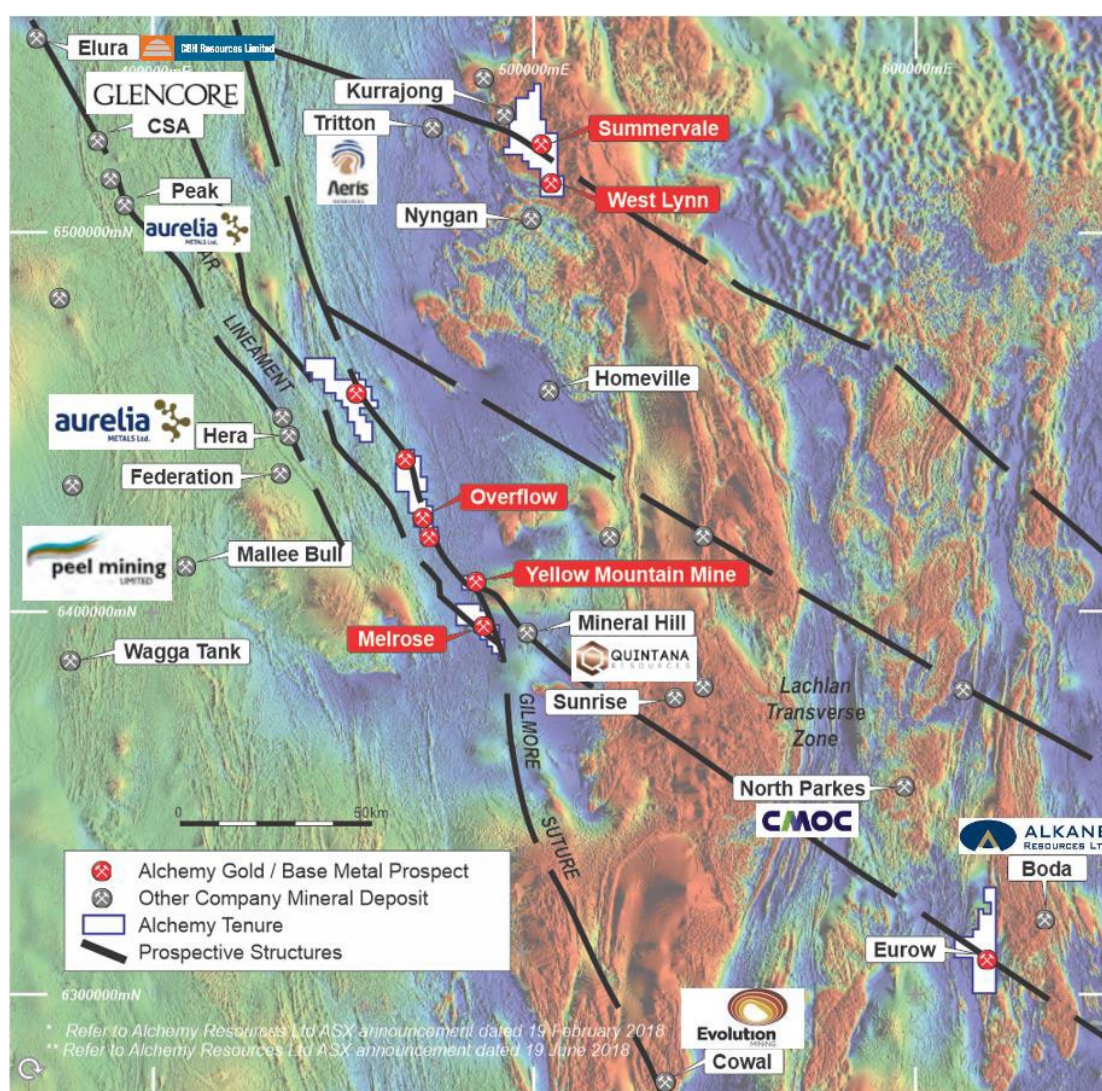 Elura
CBH Resources Limited
400000mE
500000mE
600000mE
GLENCORE
CSA
Kurrajong
Tritton
Aeris
RESOURCES
Summervale
Peak
West Lynn
aurelia
METALS Ltd.
Nyngan
6500000mN
LINEAMENT
Homeville
aurelia
METALS Ltd.
Hera
Federation
Overflow
peel mining
LIMITED
Mallee Bull
Yellow Mountain Mine
6400000mN
Melrose
Mineral Hill
QUINTANA
RESOURCES
Wagga Tank
GILMORE
SUTURE
Sunrise
Lachlan
Transverse
Zone
North Parkes
CMOC
0 50km
ALKANE
RESOURCES LT
Boda
Alchemy Gold / Base Metal Prospect
Other Company Mineral Deposit
Alchemy Tenure
Prospective Structures
Eurow
6300000mN
* Refer to Alchemy Resources Ltd ASX announcement dated 19 February 2018
** Refer to Alchemy Resources Ltd ASX announcement dated 19 June 2018
Evolution
MINING
Cowal